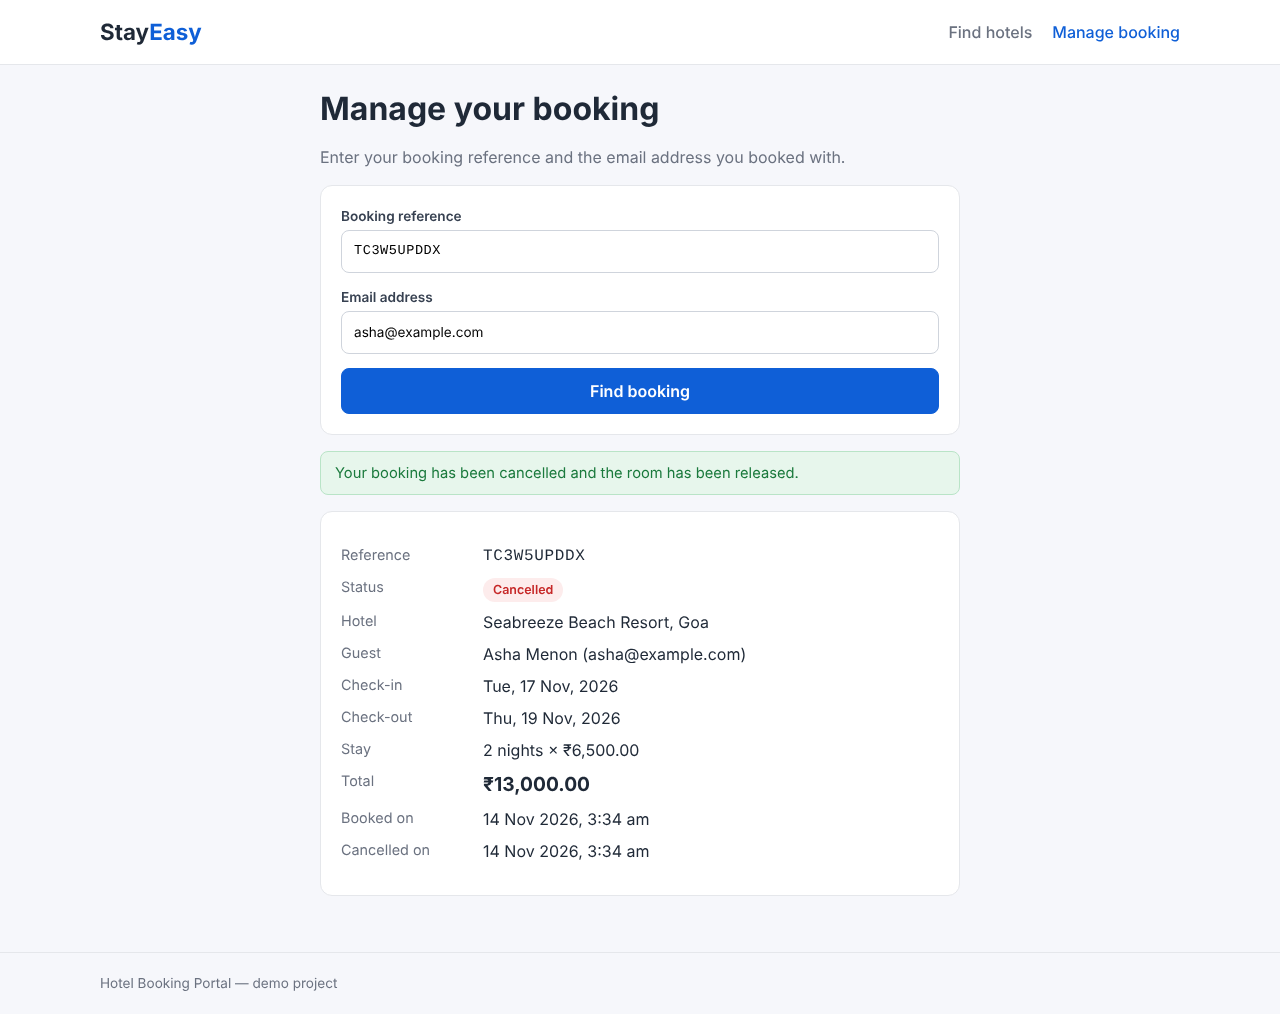 StayEasy
Find hotels
Manage booking
Manage your booking
Enter your booking reference and the email address you booked with.
Booking reference
TC3W5UPDDX
Email address
asha@example.com
Find booking
Your booking has been cancelled and the room has been released.
Reference TC3W5UPDDX
Status Cancelled
Hotel Seabreeze Beach Resort, Goa
Guest Asha Menon (asha@example.com)
Check-in Tue, 17 Nov, 2026
Check-out Thu, 19 Nov, 2026
Stay 2 nights × ₹6,500.00
Total ₹13,000.00
Booked on 14 Nov 2026, 3:34 am
Cancelled on 14 Nov 2026, 3:34 am
Hotel Booking Portal — demo project